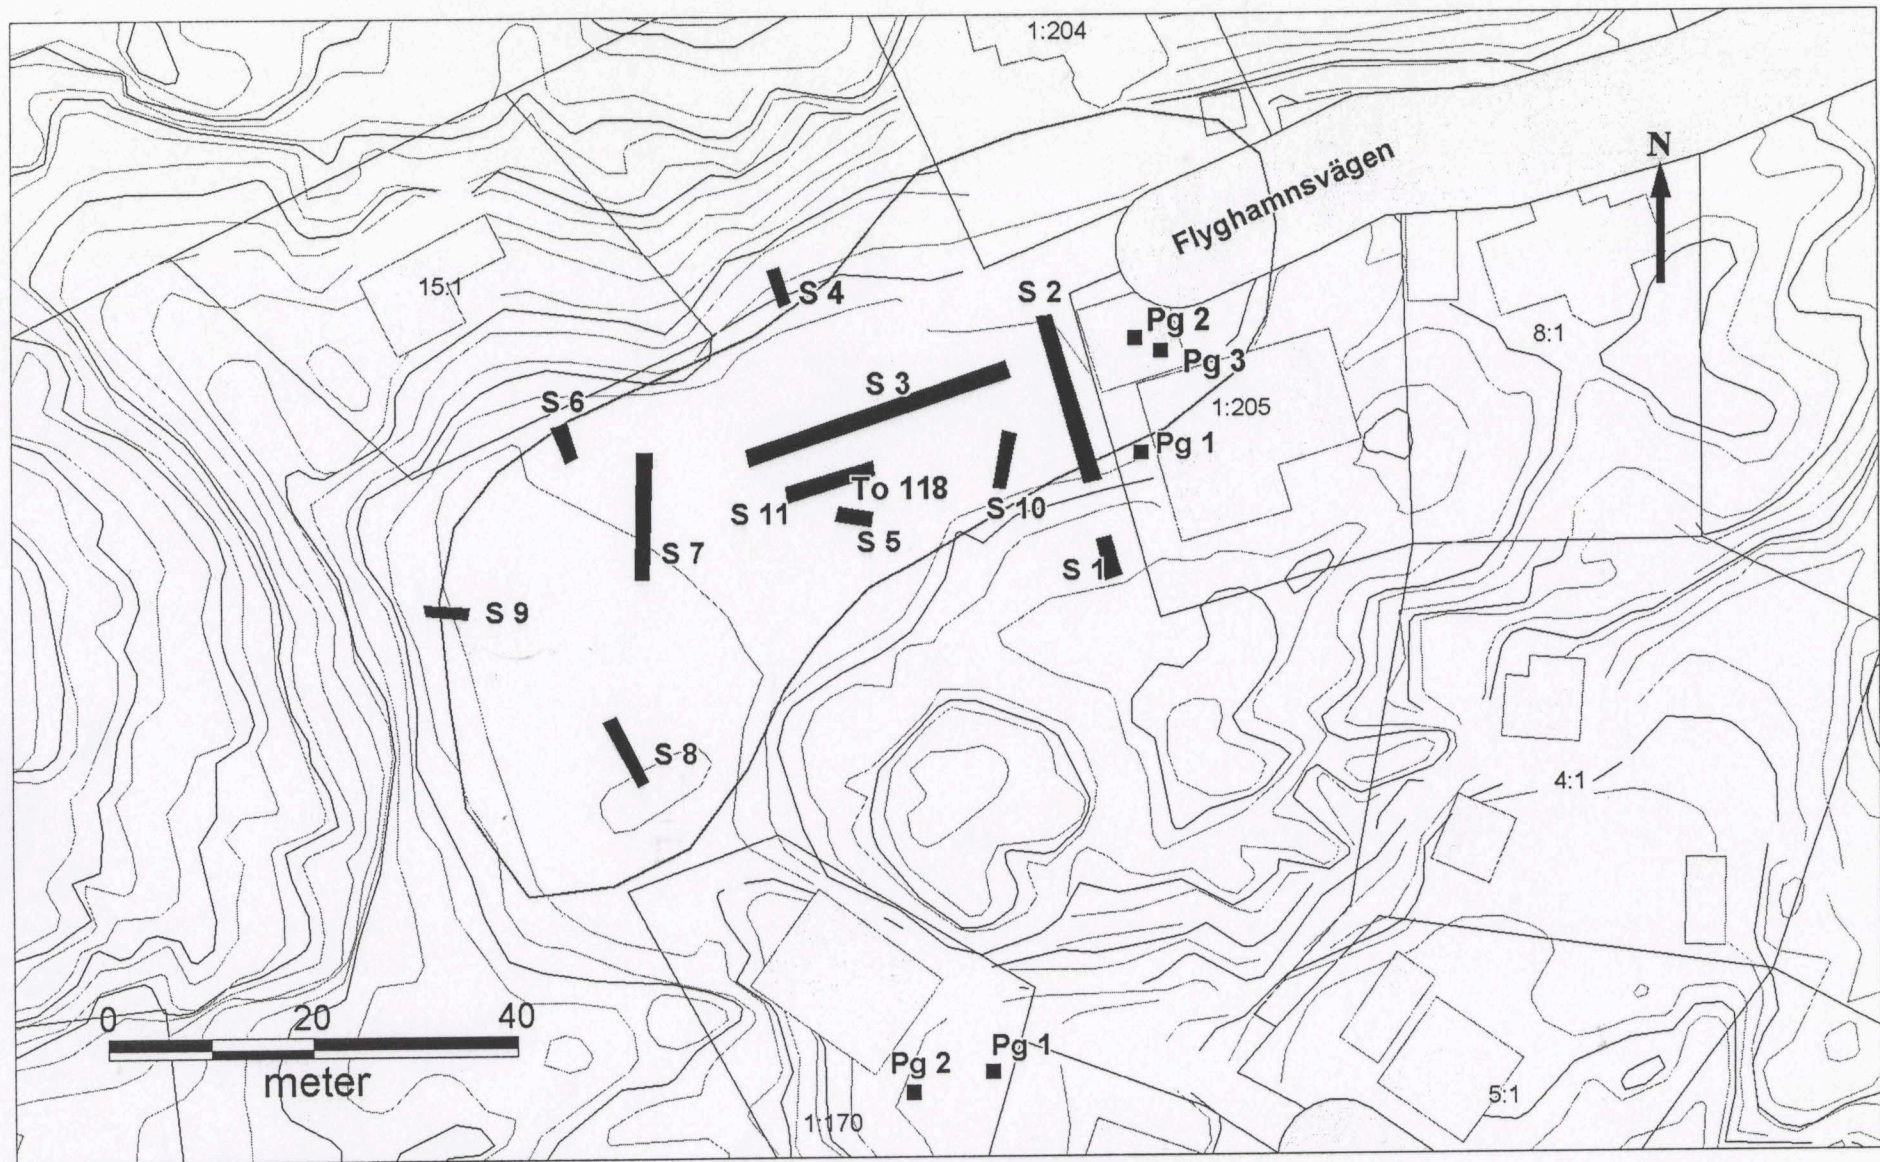 1:204
N
Flyghamnsvägen
15:1
S 4
S 2
Pg 2
8:1
Pg 3
S 3
S 6
1:205
Pg 1
To 118
S 11
S 10
S 5
S 7
S 1
S 9
S 8
4:1
0 20 40
meter
Pg 1
Pg 2
5:1
1:170